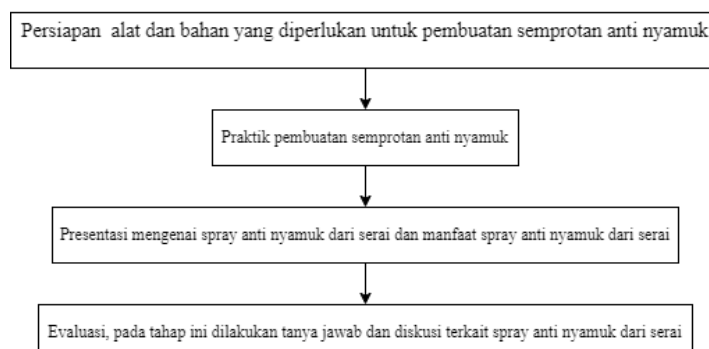 Persiapan alat dan bahan yang diperlukan untuk pembuatan semprotan anti nyamuk
Praktik pembuatan semprotan anti nyamuk
Presentasi mengenai spray anti nyamuk dari serai dan manfaat spray anti nyamuk dari serai
Evaluasi, pada tahap ini dilakukan tanya jawab dan diskusi terkait spray anti nyamuk dari serai